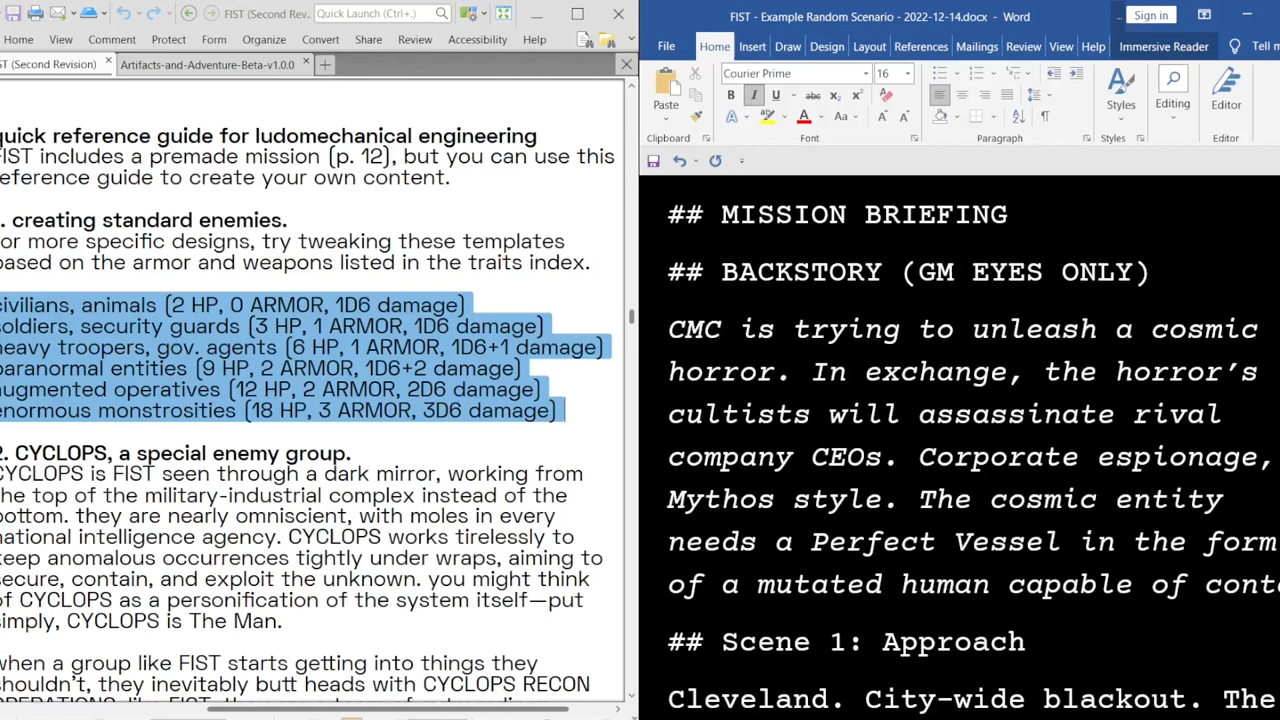 FIST (Second Rev...
Quick Launch (Ctrl+.)
Home View Comment Protect Form Organize Convert Share Review Accessibility Help
ST (Second Revision)
Artifacts-and-Adventure-Beta-v1.0.0
quick reference guide for ludomechanical engineering
FIST includes a premade mission (p. 12), but you can use this
reference guide to create your own content.
. creating standard enemies.
for more specific designs, try tweaking these templates
based on the armor and weapons listed in the traits index.
civilians, animals (2 HP, 0 ARMOR, 1D6 damage)
soldiers, security guards (3 HP, 1 ARMOR, 1D6 damage)
heavy troopers, gov. agents (6 HP, 1 ARMOR, 1D6+1 damage)
paranormal entities (9 HP, 2 ARMOR, 1D6+2 damage)
augmented operatives (12 HP, 2 ARMOR, 2D6 damage)
enormous monstrosities (18 HP, 3 ARMOR, 3D6 damage)
2. CYCLOPS, a special enemy group.
CYCLOPS is FIST seen through a dark mirror, working from
the top of the military-industrial complex instead of the
bottom. they are nearly omniscient, with moles in every
national intelligence agency. CYCLOPS works tirelessly to
keep anomalous occurrences tightly under wraps, aiming to
secure, contain, and exploit the unknown. you might think
of CYCLOPS as a personification of the system itself—put
simply, CYCLOPS is The Man.
when a group like FIST starts getting into things they
shouldn't, they inevitably butt heads with CYCLOPS RECON
FIST - Example Random Scenario - 2022-12-14.docx - Word
... Sign in
File Home Insert Draw Design Layout References Mailings Review View Help Immersive Reader Tell m
Courier Prime 16
Paste
Styles
Editing
Editor
Clipboard Font Paragraph Styles Editor
## MISSION BRIEFING
## BACKSTORY (GM EYES ONLY)
CMC is trying to unleash a cosmic
horror. In exchange, the horror’s
cultists will assassinate rival
company CEOs. Corporate espionage,
Mythos style. The cosmic entity
needs a Perfect Vessel in the form
of a mutated human capable of conta
## Scene 1: Approach
Cleveland. City-wide blackout. The